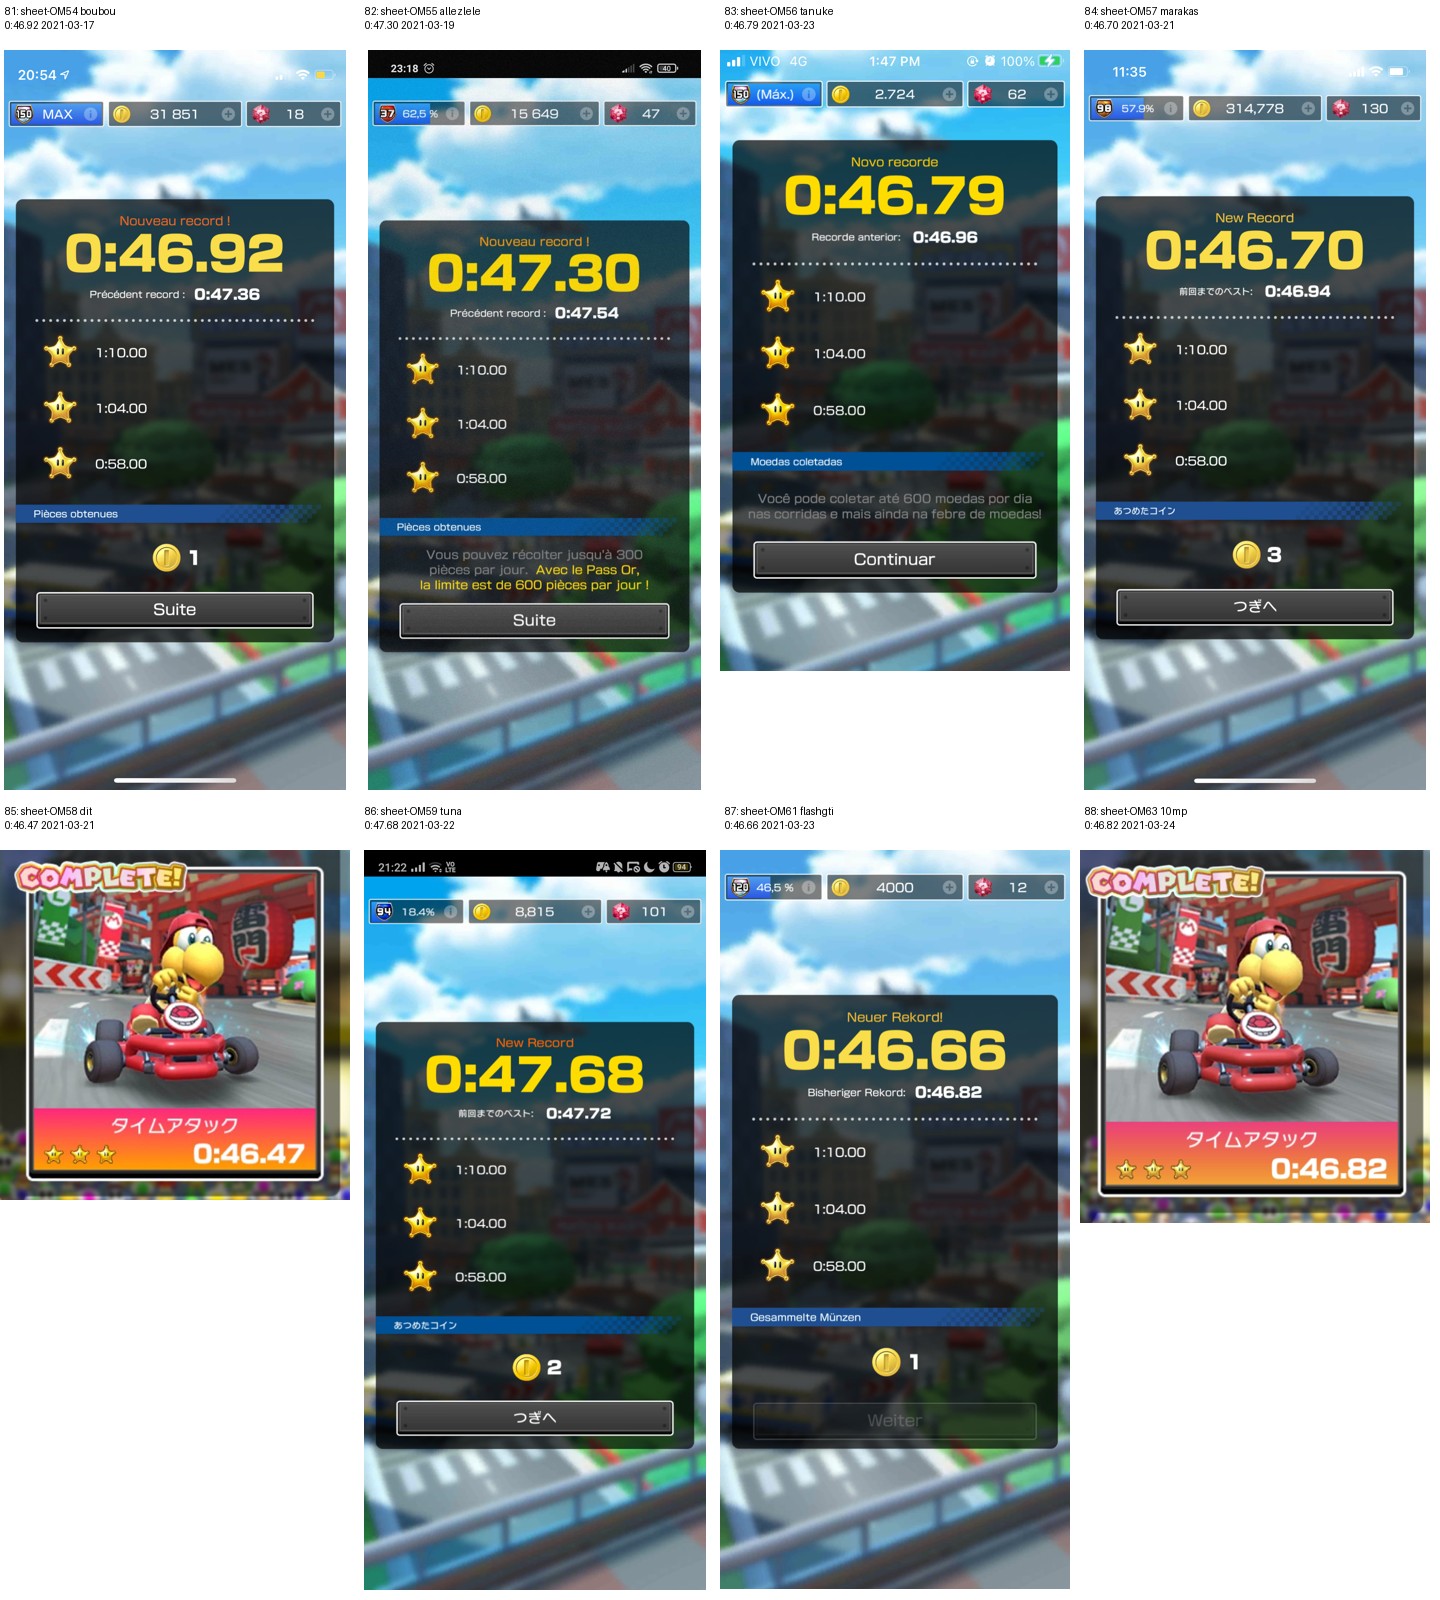 81: sheet-OM54 boubou
0:46.92 2021-03-17
20:54
150 MAX 31 851 18
Nouveau record !
0:46.92
Précédent record : 0:47.36
1:10.00
1:04.00
0:58.00
Pièces obtenues
1
Suite
82: sheet-OM55 allezlele
0:47.30 2021-03-19
23:18 40
37 62,5 % 15 649 47
Nouveau record !
0:47.30
Précédent record : 0:47.54
1:10.00
1:04.00
0:58.00
Pièces obtenues
Vous pouvez récolter jusqu'à 300
pièces par jour. Avec le Pass Or,
la limite est de 600 pièces par jour !
Suite
83: sheet-OM56 tanuke
0:46.79 2021-03-23
VIVO 4G 1:47 PM 100%
150 (Máx.) 2.724 62
Novo recorde
0:46.79
Recorde anterior: 0:46.96
1:10.00
1:04.00
0:58.00
Moedas coletadas
Você pode coletar até 600 moedas por dia
nas corridas e mais ainda na febre de moedas!
Continuar
84: sheet-OM57 marakas
0:46.70 2021-03-21
11:35
98 57.9% 314,778 130
New Record
0:46.70
前回までのベスト: 0:46.94
1:10.00
1:04.00
0:58.00
あつめたコイン
3
つぎへ
85: sheet-OM58 dit
0:46.47 2021-03-21
COMPLETE!
雷門
タイムアタック
0:46.47
86: sheet-OM59 tuna
0:47.68 2021-03-22
21:22 VO LTE 94
94 18.4% 8,815 101
New Record
0:47.68
前回までのベスト: 0:47.72
1:10.00
1:04.00
0:58.00
あつめたコイン
2
つぎへ
87: sheet-OM61 flashgti
0:46.66 2021-03-23
120 46,5 % 4000 12
Neuer Rekord!
0:46.66
Bisheriger Rekord: 0:46.82
1:10.00
1:04.00
0:58.00
Gesammelte Münzen
1
Weiter
88: sheet-OM63 10mp
0:46.82 2021-03-24
COMPLETE!
雷門
タイムアタック
0:46.82